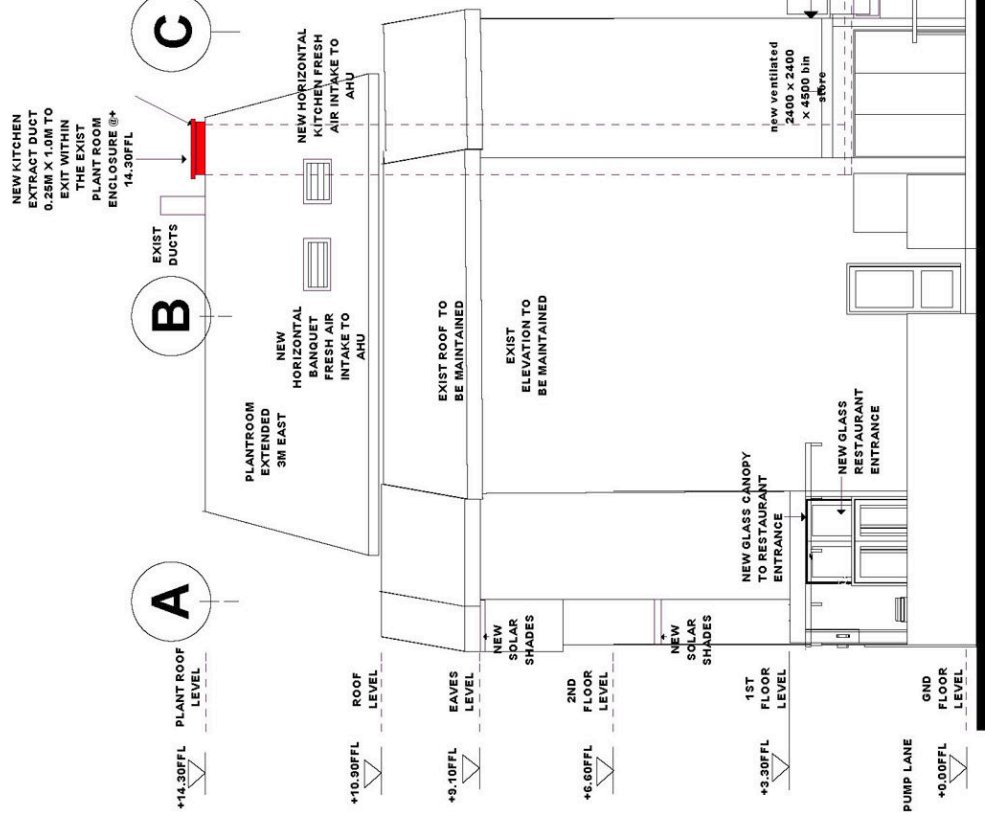 NEW KITCHEN
EXTRACT DUCT
0.25M X 1.0M TO
EXIT WITHIN
THE EXIST
PLANT ROOM
ENCLOSURE @+
14.30FFL
A
B
C
EXIST
DUCTS
NEW HORIZONTAL
KITCHEN FRESH
AIR INTAKE TO
AHU
NEW
HORIZONTAL
BANQUET
FRESH AIR
INTAKE TO
AHU
PLANTROOM
EXTENDED
3M EAST
EXIST ROOF TO
BE MAINTAINED
EXIST
ELEVATION TO
BE MAINTAINED
new ventilated
2400 x 2400
x 4500 bin
store
NEW GLASS CANOPY
TO RESTAURANT
ENTRANCE
NEW GLASS
RESTAURANT
ENTRANCE
NEW
SOLAR
SHADES
NEW
SOLAR
SHADES
PLANT ROOF
LEVEL
+14.30FFL
ROOF
LEVEL
+10.90FFL
EAVES
LEVEL
+9.10FFL
2ND
FLOOR
LEVEL
+6.60FFL
1ST
FLOOR
LEVEL
+3.30FFL
GND
FLOOR
LEVEL
PUMP LANE
+0.00FFL